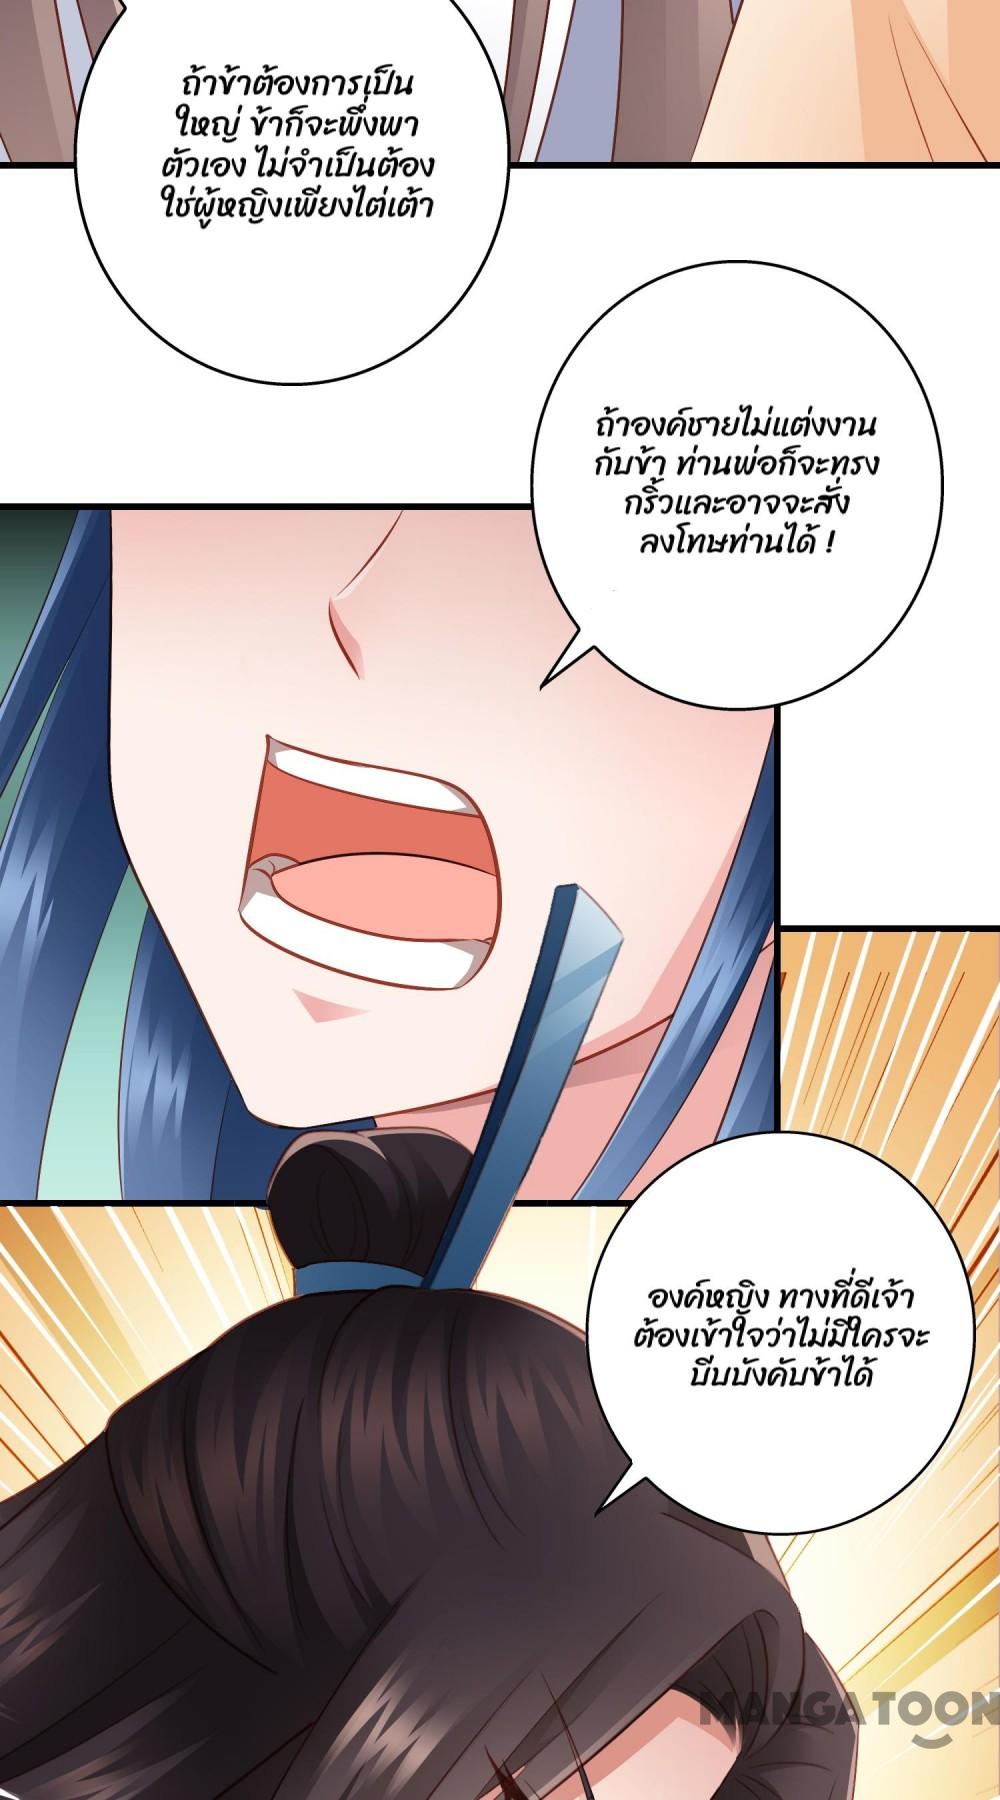 ถ้าข้าต้องการเป็น
ใหญ่ ข้าก็จะพึ่งพา
ตัวเอง ไม่จำเป็นต้อง
ใช่ผู้หญิงเพียงไต่เต้า
ถ้าองค์ชายไม่แต่งงาน
กับข้า ท่านพ่อก็จะทรง
กริ้วและอาจจะสั่ง
ลงโทษท่านได้ !
องค์หญิง ทางที่ดีเจ้า
ต้องเข้าใจว่าไม่มีใครจะ
บีบบังคับข้าได้
MANGATOON